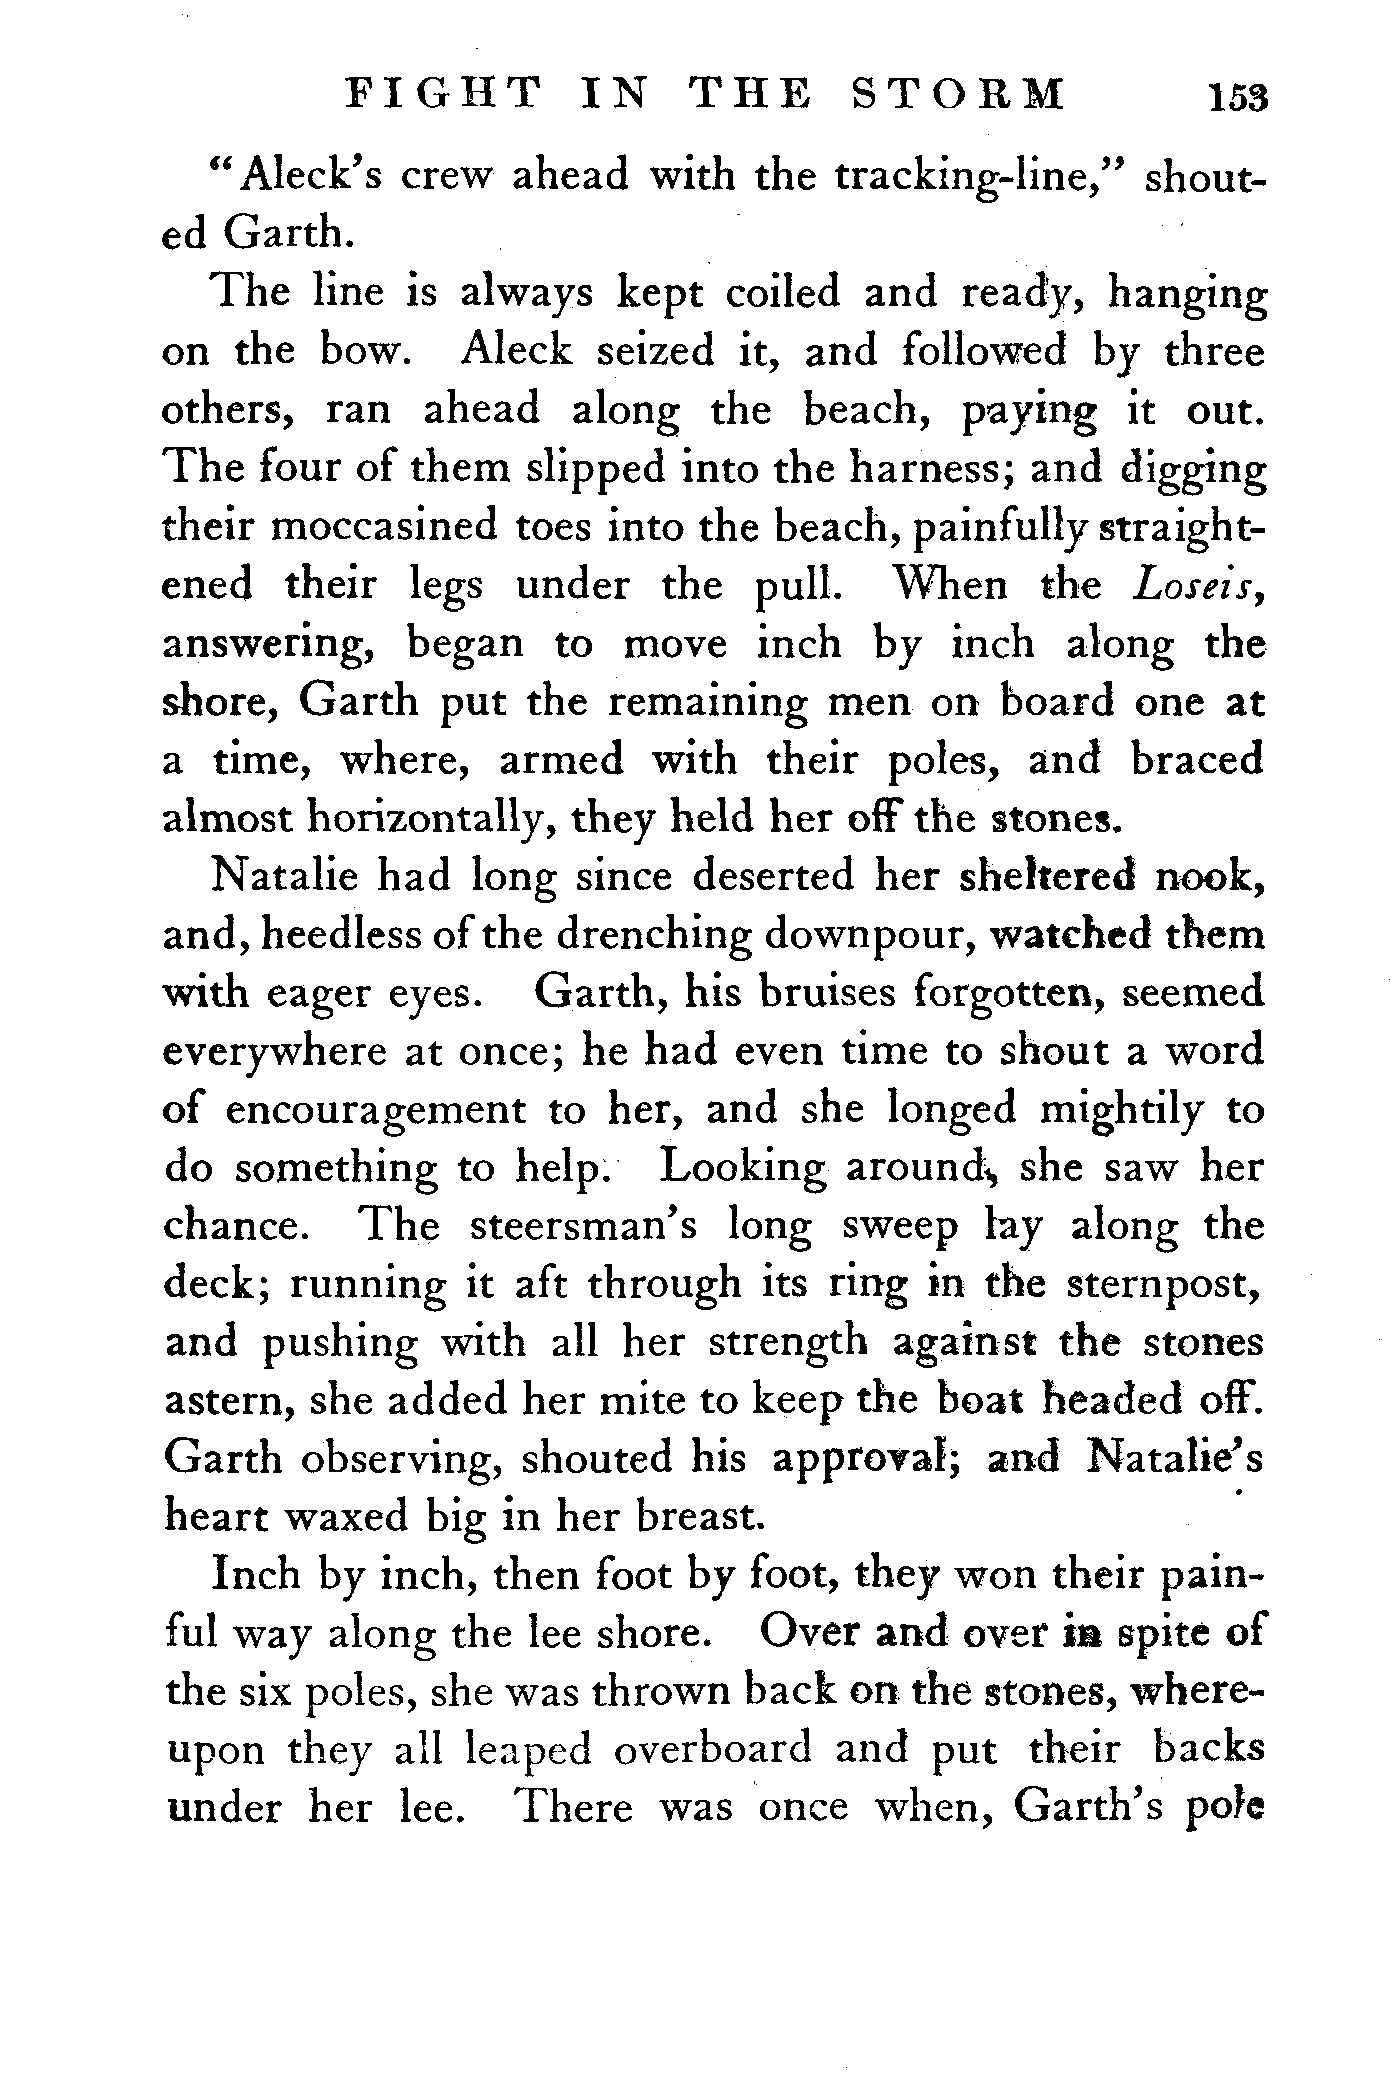 FIGHT IN THE STORM 153
“Aleck’s crew ahead with the tracking-line,” shout-
ed Garth.
The line is always kept coiled and ready, hanging
on the bow. Aleck seized it, and followed by three
others, ran ahead along the beach, paying it out.
The four of them slipped into the harness; and digging
their moccasined toes into the beach, painfully straight-
ened their legs under the pull. When the Loseis,
answering, began to move inch by inch along the
shore, Garth put the remaining men on board one at
a time, where, armed with their poles, and braced
almost horizontally, they held her off the stones.
Natalie had long since deserted her sheltered nook,
and, heedless of the drenching downpour, watched them
with eager eyes. Garth, his bruises forgotten, seemed
everywhere at once; he had even time to shout a word
of encouragement to her, and she longed mightily to
do something to help. Looking around, she saw her
chance. The steersman’s long sweep lay along the
deck; running it aft through its ring in the sternpost,
and pushing with all her strength against the stones
astern, she added her mite to keep the boat headed off.
Garth observing, shouted his approval; and Natalie’s
heart waxed big in her breast.
Inch by inch, then foot by foot, they won their pain-
ful way along the lee shore. Over and over in spite of
the six poles, she was thrown back on the stones, where-
upon they all leaped overboard and put their backs
under her lee. There was once when, Garth’s pole